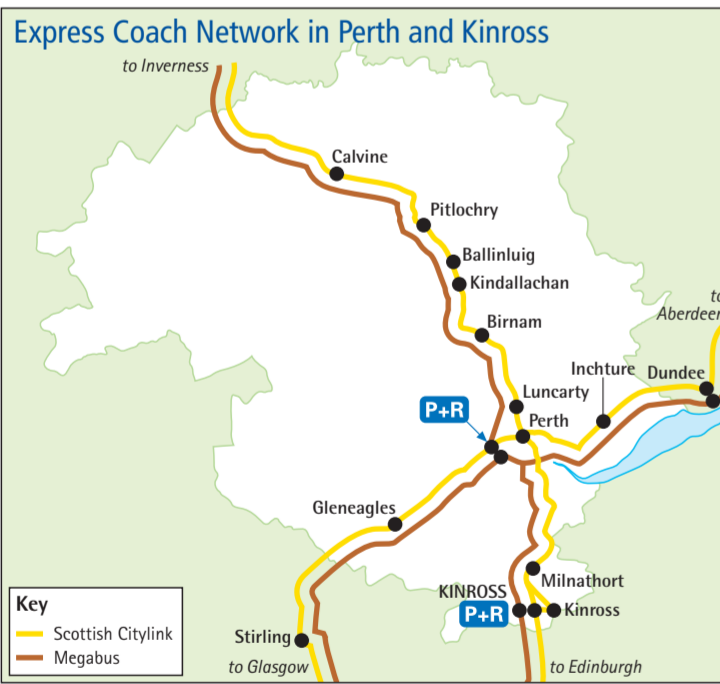 Express Coach Network in Perth and Kinross
to Inverness
Calvine
Pitlochry
Ballinluig
Kindallachan
Birnam
Aberdeen
Inchture
Dundee
Luncarty
P+R
Perth
Gleneagles
Milnathort
KINROSS
P+R
Kinross
Key
Scottish Citylink
Megabus
Stirling
to Glasgow
to Edinburgh